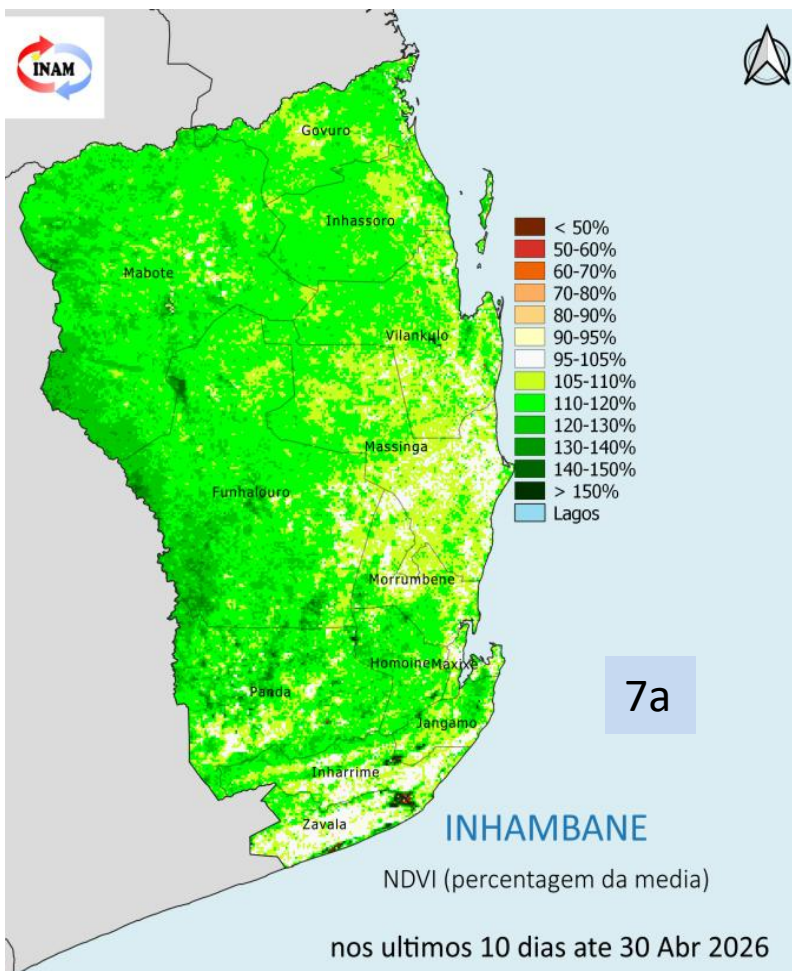 INAM
Govuro
Inhassoro
Mabote
< 50%
50-60%
60-70%
70-80%
80-90%
90-95%
95-105%
105-110%
110-120%
120-130%
130-140%
140-150%
> 150%
Lagos
Vilankulo
Massinga
Funhalouro
Morrumbene
Homoine
Maxixe
Panda
Jangamo
Inharrime
Zavala
7a
INHAMBANE
NDVI (percentagem da media)
nos ultimos 10 dias ate 30 Abr 2026